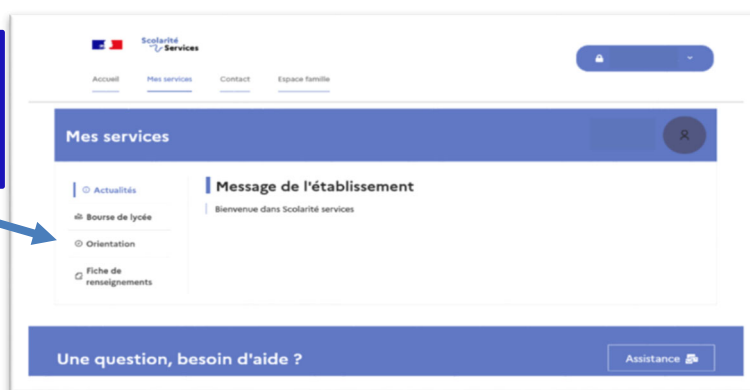 Scolarité
Services
Accueil
Mes services
Contact
Espace famille
Mes services
Actualités
Message de l'établissement
Bienvenue dans Scolarité services
Bourse de lycée
Orientation
Fiche de
renseignements
Une question, besoin d'aide ?
Assistance